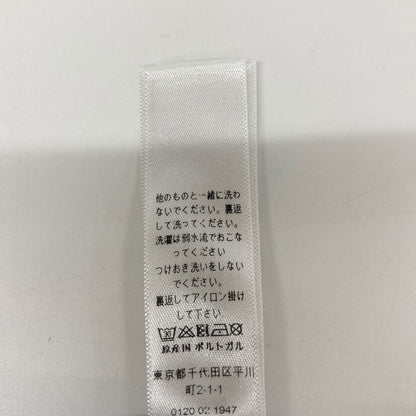 他のものと一緒に洗わ
ないでください。裏返
して洗ってください。
洗濯は弱水流でおこな
ってください
つけおき洗いをしない
でください。
裏返してアイロン掛け
して下さい
原産国 ポルトガル
東京都千代田区平川
町2-1-1
0120 02 1947